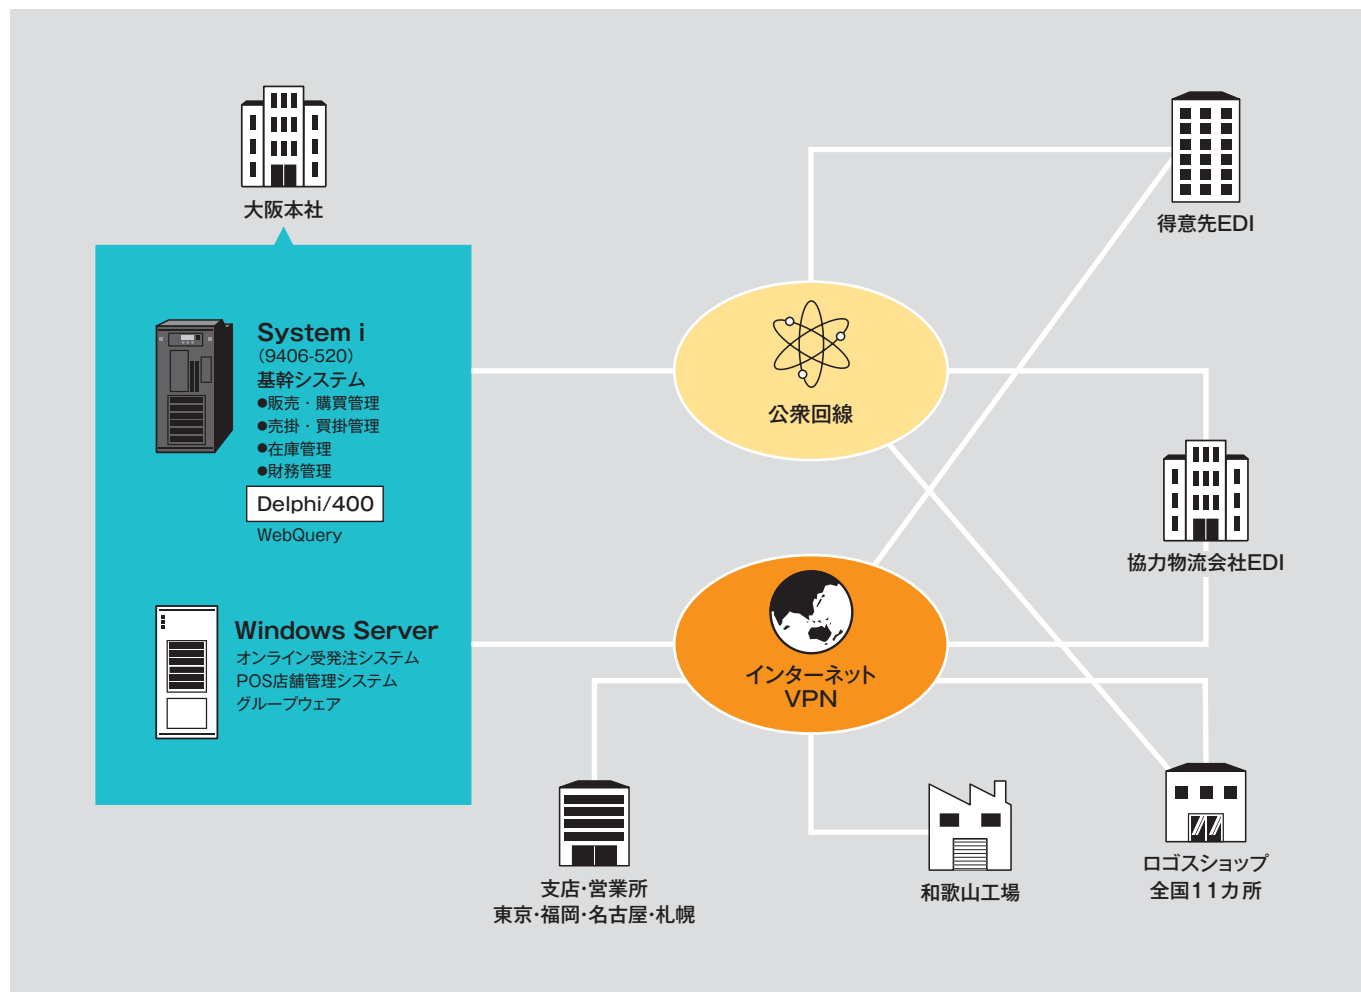 大阪本社
System i
（9406-520）
基幹システム
●販売・購買管理
●売掛・買掛管理
●在庫管理
●財務管理
Delphi/400
WebQuery
Windows Server
オンライン受発注システム
POS店舗管理システム
グループウェア
公衆回線
インターネット
VPN
得意先EDI
協力物流会社EDI
支店・営業所
東京・福岡・名古屋・札幌
和歌山工場
ロゴスショップ
全国11カ所